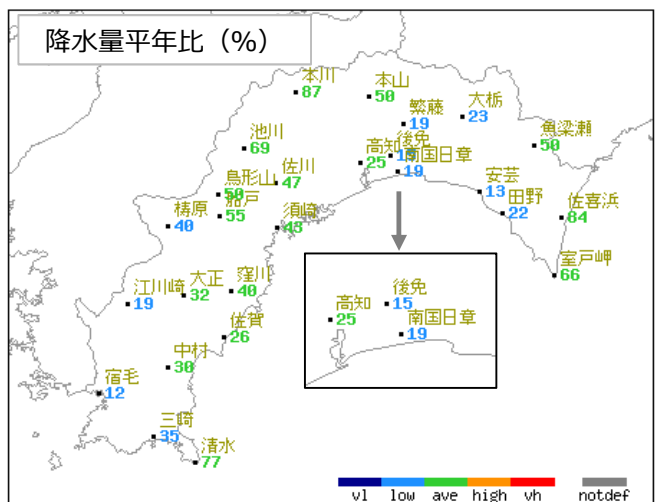 降水量平年比（%）
本川
87
本山
50
繁藤
19
大栃
23
魚梁瀬
50
池川
69
高知
25
後免
15
南国日章
19
佐川
47
鳥形山
50
船戸
55
梼原
40
須崎
43
安芸
13
田野
22
佐喜浜
84
室戸岬
66
江川崎
19
大正
32
窪川
40
佐賀
26
中村
30
宿毛
12
三崎
35
清水
77
高知
25
後免
15
南国日章
19
vl low ave high vh notdef